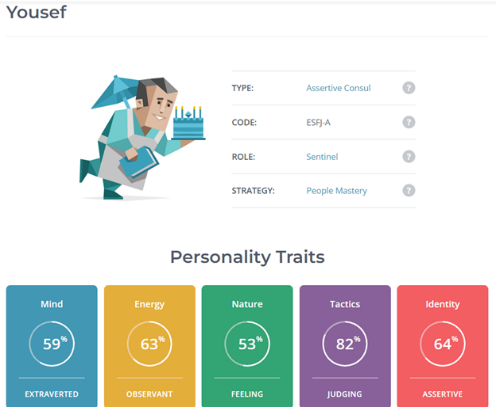 Yousef
TYPE: Assertive Consul ?
CODE: ESFJ-A ?
ROLE: Sentinel ?
STRATEGY: People Mastery ?
Personality Traits
Mind Energy Nature Tactics Identity
59% 63% 53% 82% 64%
EXTRAVERTED OBSERVANT FEELING JUDGING ASSERTIVE